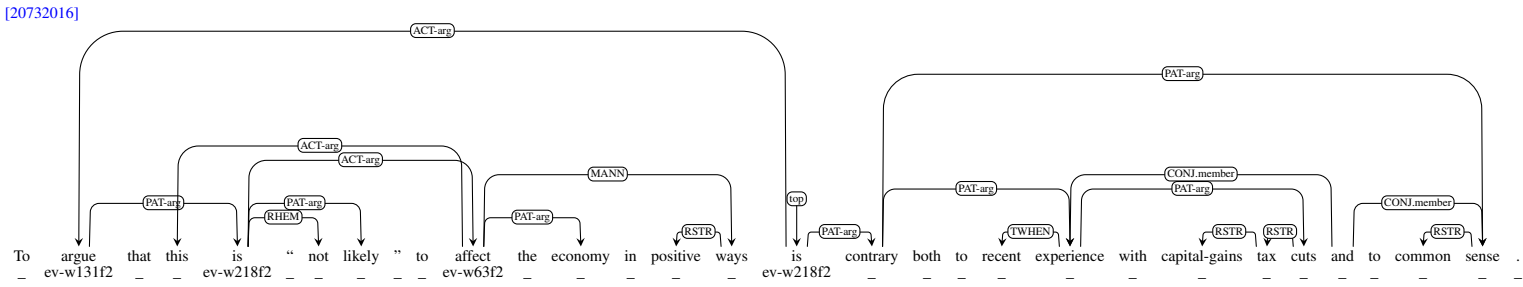 [20732016]
ACT-arg
PAT-arg
ACT-arg
ACT-arg
MANN
CONJ.member
top
PAT-arg
PAT-arg
PAT-arg
PAT-arg
CONJ.member
RHEM
PAT-arg
RSTR
PAT-arg
TWHEN
RSTR
RSTR
RSTR
To argue that this is “ not likely ” to affect the economy in positive ways is contrary both to recent experience with capital-gains tax cuts and to common sense .
_ ev-w131f2 _ _ ev-w218f2 _ _ _ _ _ ev-w63f2 _ _ _ _ _ ev-w218f2 _ _ _ _ _ _ _ _ _ _ _ _ _ _